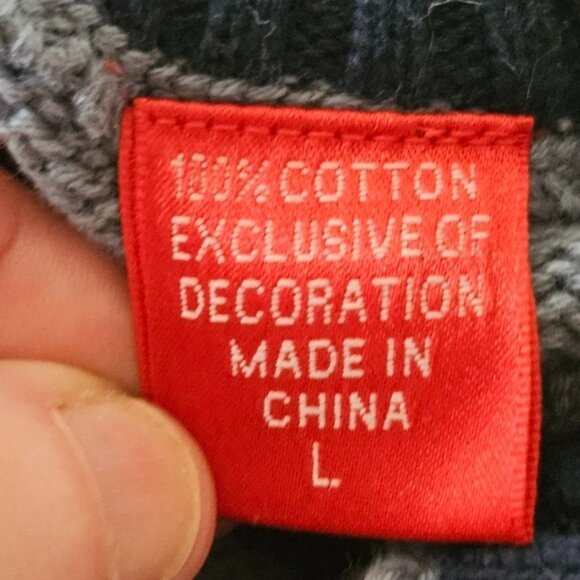 100% COTTON
EXCLUSIVE OF
DECORATION
MADE IN
CHINA
L